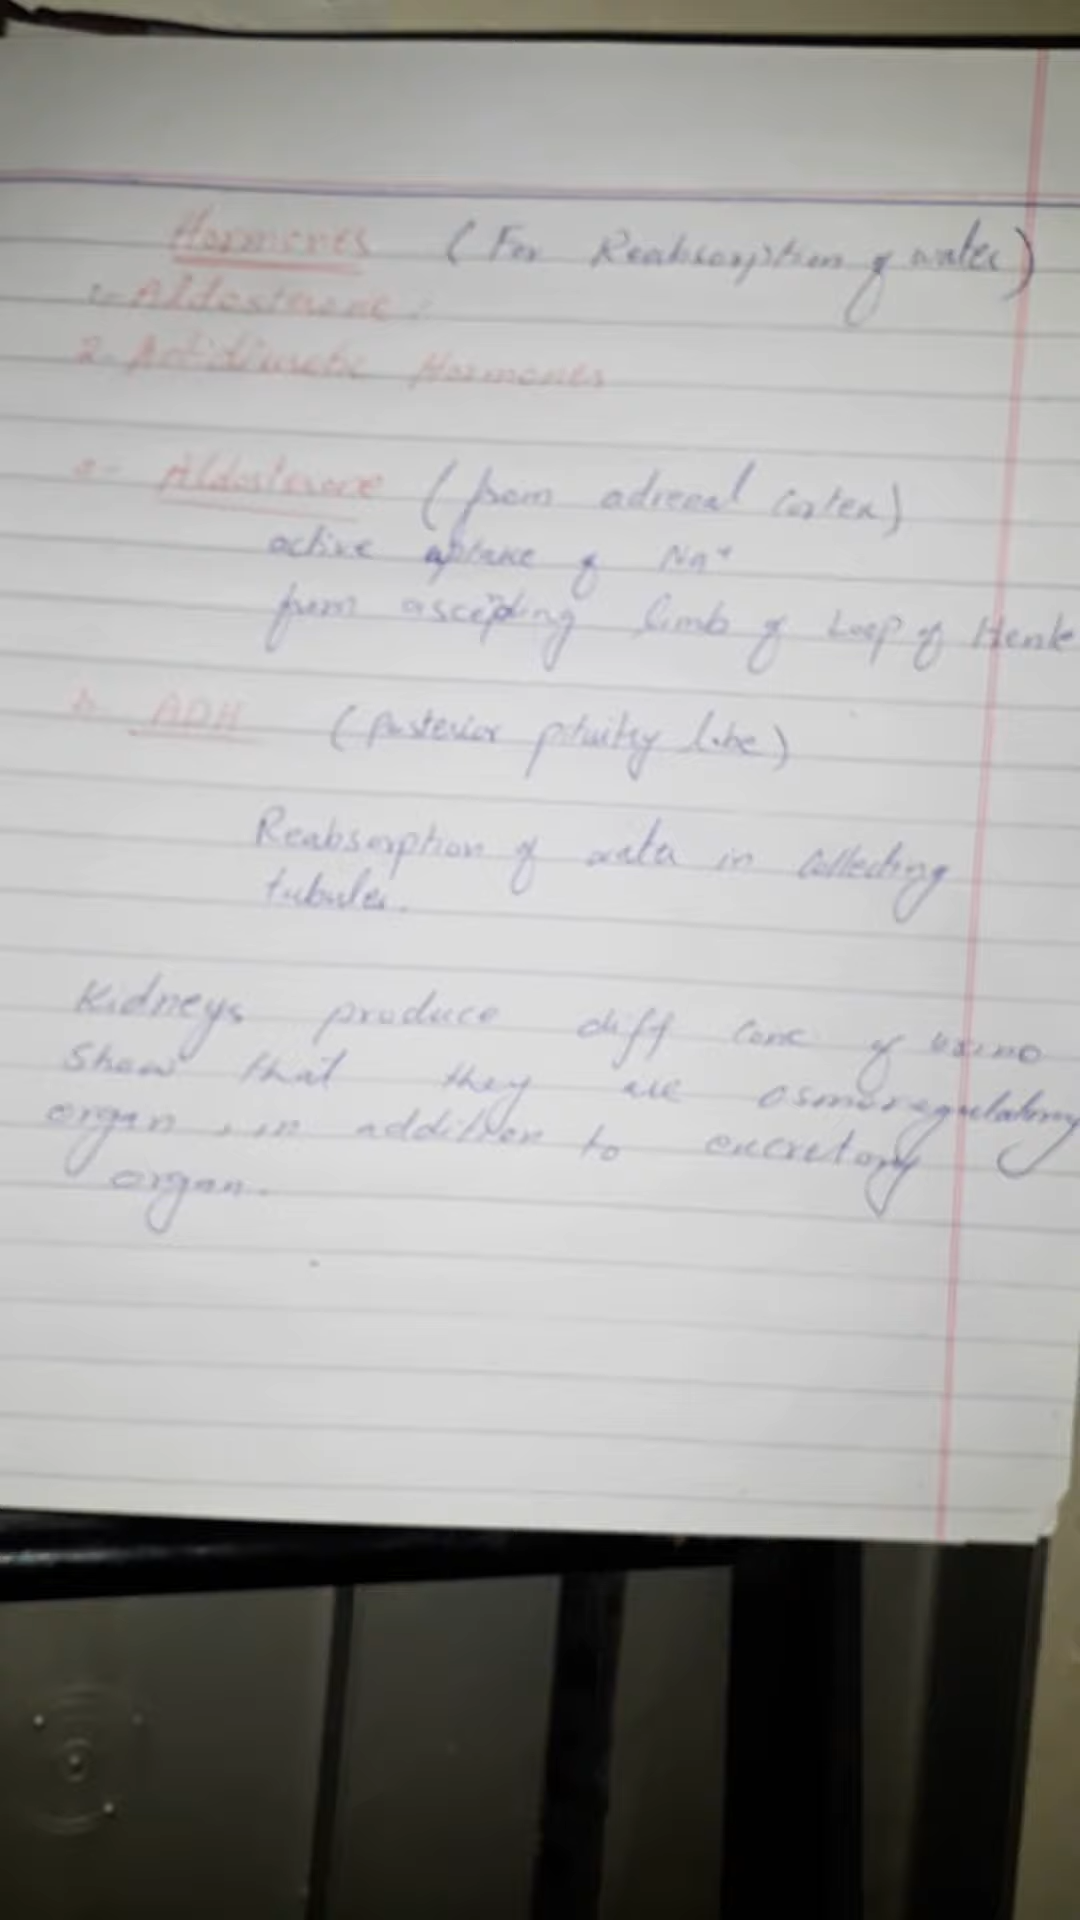 Hormones (For Reabsorption of water)
1- Aldosterone:
2- Antidiuretic Hormones
a- Aldosterone (from adrenal Cortex)
active uptake of Na+
from ascending limb of Loop of Henle
b. ADH (Posterior pituitry lobe)
Reabsorption of water in Collecting
tubules.
Kidneys produce diff conc of urine
Show that they are osmoregulatory
organ, in addition to excretory
organ.